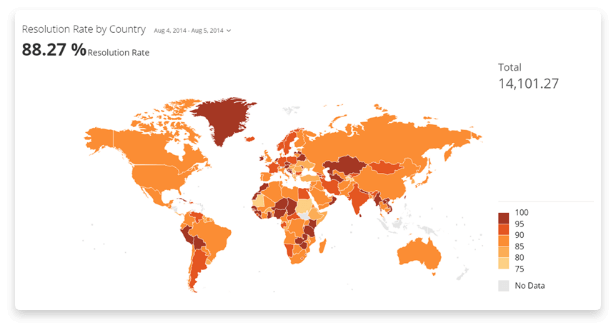 Resolution Rate by Country Aug 4, 2014 - Aug 5, 2014
88.27 % Resolution Rate
Total
14,101.27
100
95
90
85
80
75
No Data